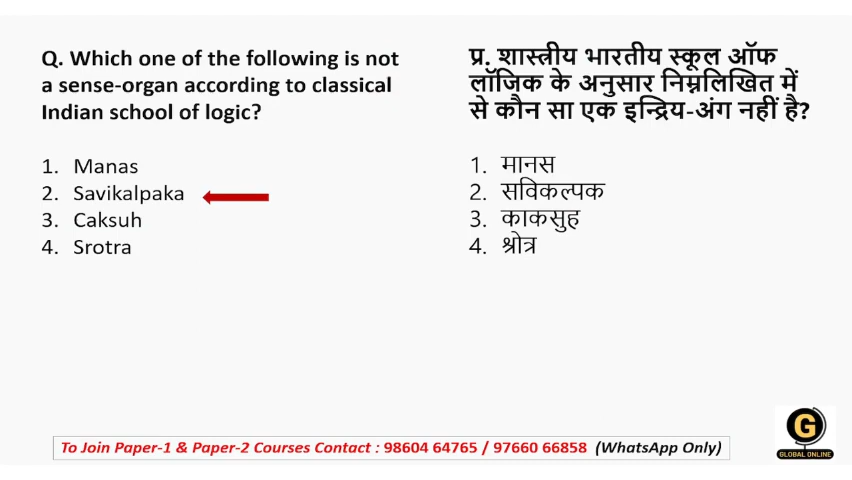 Q. Which one of the following is not
a sense-organ according to classical
Indian school of logic?
1. Manas
2. Savikalpaka
3. Caksuh
4. Srotra
प्र. शास्त्रीय भारतीय स्कूल ऑफ
लॉजिक के अनुसार निम्नलिखित में
से कौन सा एक इन्द्रिय-अंग नहीं है?
1. मानस
2. सविकल्पक
3. काकसुह
4. श्रोत्र
G
GLOBAL ONLINE
To Join Paper-1 & Paper-2 Courses Contact : 98604 64765 / 97660 66858 (WhatsApp Only)